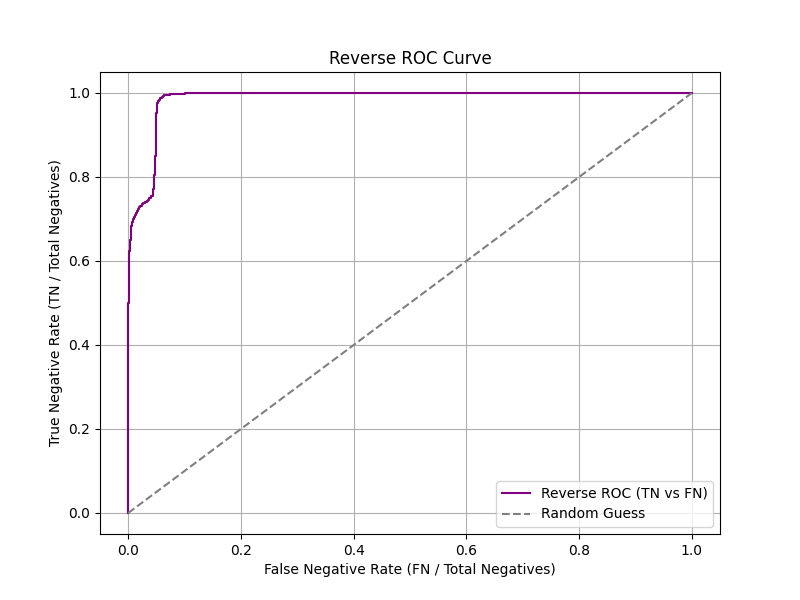 Reverse ROC Curve
1.0
0.8
0.6
0.4
0.2
0.0
True Negative Rate (TN / Total Negatives)
Reverse ROC (TN vs FN)
Random Guess
0.0 0.2 0.4 0.6 0.8 1.0
False Negative Rate (FN / Total Negatives)